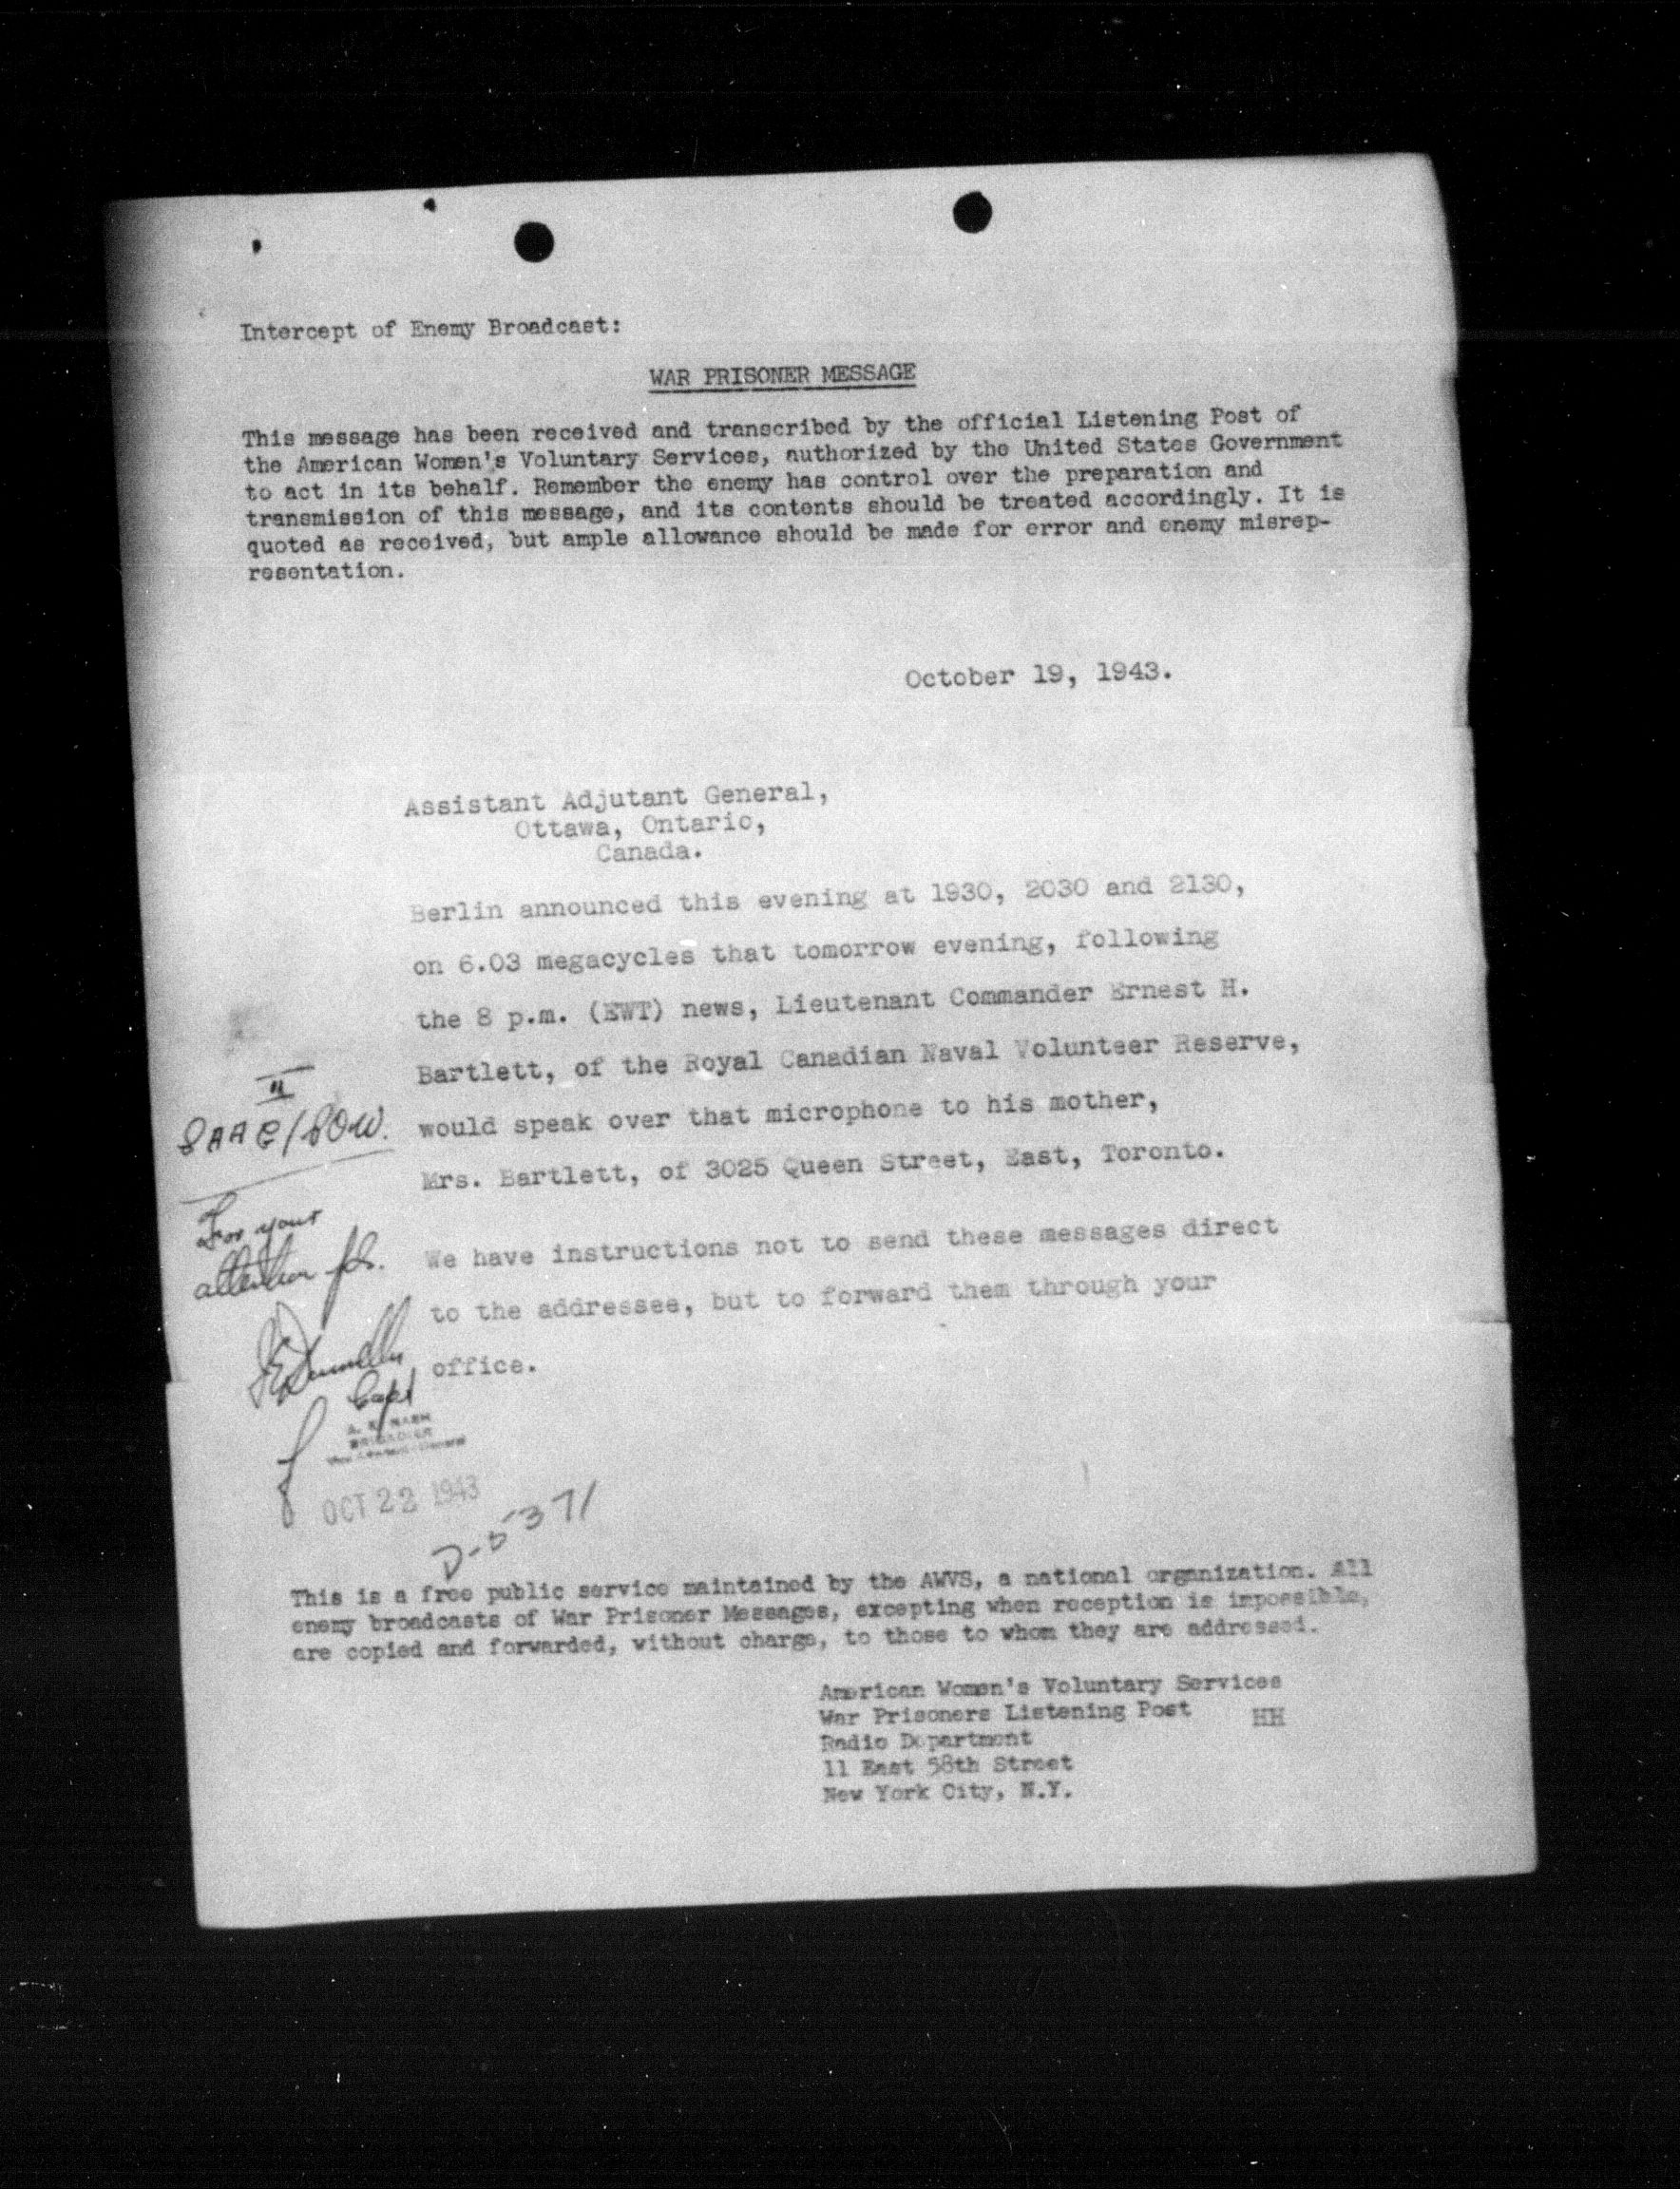 Intercept of Enemy Broadcast:
WAR PRISONER MESSAGE
This message has been received and transcribed by the official Listening Post of
the American Women's Voluntary Services, authorized by the United States Government
to act in its behalf. Remember the enemy has control over the preparation and
transmission of this message, and its contents should be treated accordingly. It is
quoted as received, but ample allowance should be made for error and enemy misrep-
resentation.
October 19, 1943.
Assistant Adjutant General,
Ottawa, Ontario,
Canada.
Berlin announced this evening at 1930, 2030 and 2130,
on 6.03 megacycles that tomorrow evening, following
the 8 p.m. (EWT) news, Lieutenant Commander Ernest H.
Bartlett, of the Royal Canadian Naval Volunteer Reserve,
would speak over that microphone to his mother,
Mrs. Bartlett, of 3025 Queen Street, East, Toronto.
II
For your
attention
We have instructions not to send these messages direct
to the addressee, but to forward them through your
office.
Capt
BRIGADIER
OCT 22 1943
D-5371
This is a free public service maintained by the AWVS, a national organization. All
enemy broadcasts of War Prisoner Messages, excepting when reception is impossible,
are copied and forwarded, without charge, to those to whom they are addressed.
American Women's Voluntary Services
War Prisoners Listening Post HH
Radio Department
11 East 58th Street
New York City, N.Y.